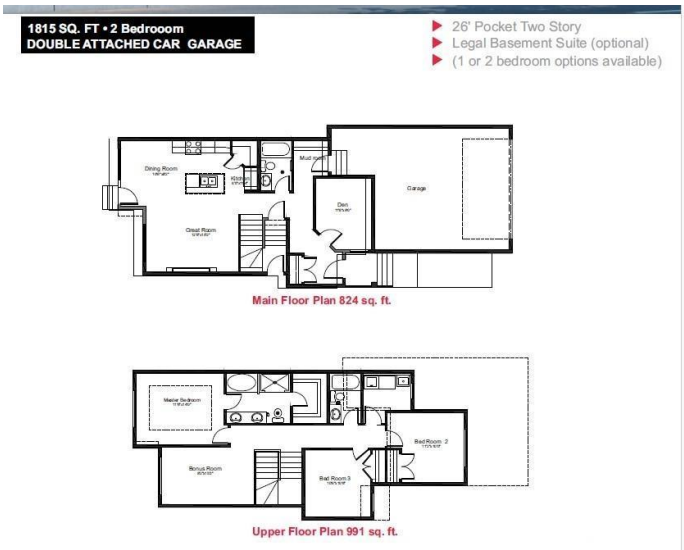 1815 SQ. FT • 2 Bedrooom
DOUBLE ATTACHED CAR GARAGE
26' Pocket Two Story
Legal Basement Suite (optional)
(1 or 2 bedroom options available)
Dining Room
Kitchen
Mud room
Garage
Den
Great Room
Main Floor Plan 824 sq. ft.
Master Bedroom
Bed Room 2
Bonus Room
Bed Room 3
Upper Floor Plan 991 sq. ft.